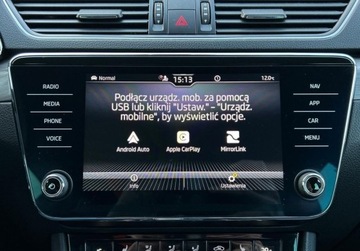 Normal
15:13
12.0
RADIO
MEDIA
PHONE
VOICE
NAV
APP
CAR
MENU
Podłącz urządz. mob. za pomocą
USB lub kliknij "Ustaw." - "Urządz.
mobilne", by wyświetlić opcje.
Android Auto
Apple CarPlay
MirrorLink
Info
Ustawienia